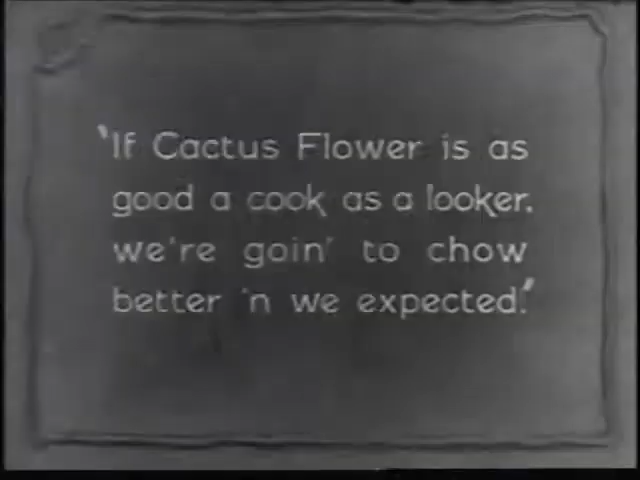 'If Cactus Flower is as
good a cook as a looker.
we're goin' to chow
better 'n we expected!'